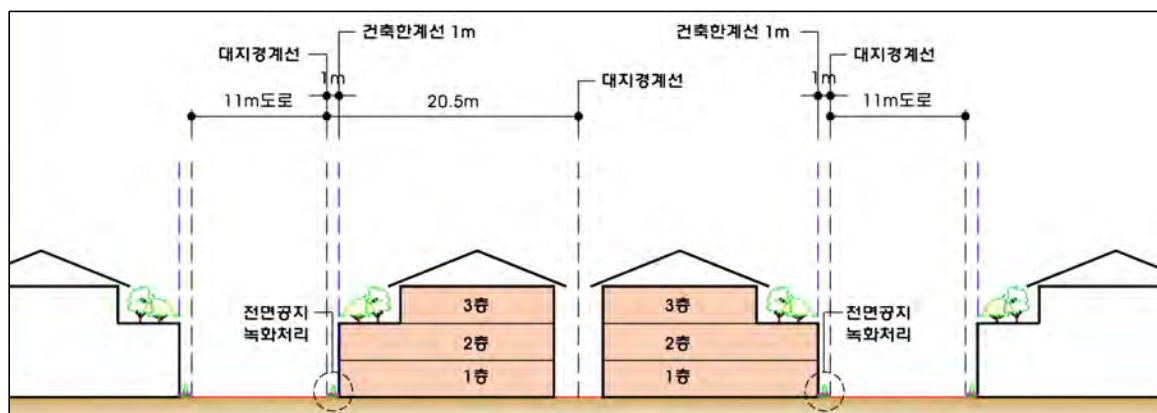 건축한계선 1m
건축한계선 1m
대지경계선
대지경계선
대지경계선
1m
1m
11m도로
20.5m
11m도로
전면공지
녹화처리
3층
2층
1층
3층
2층
1층
전면공지
녹화처리